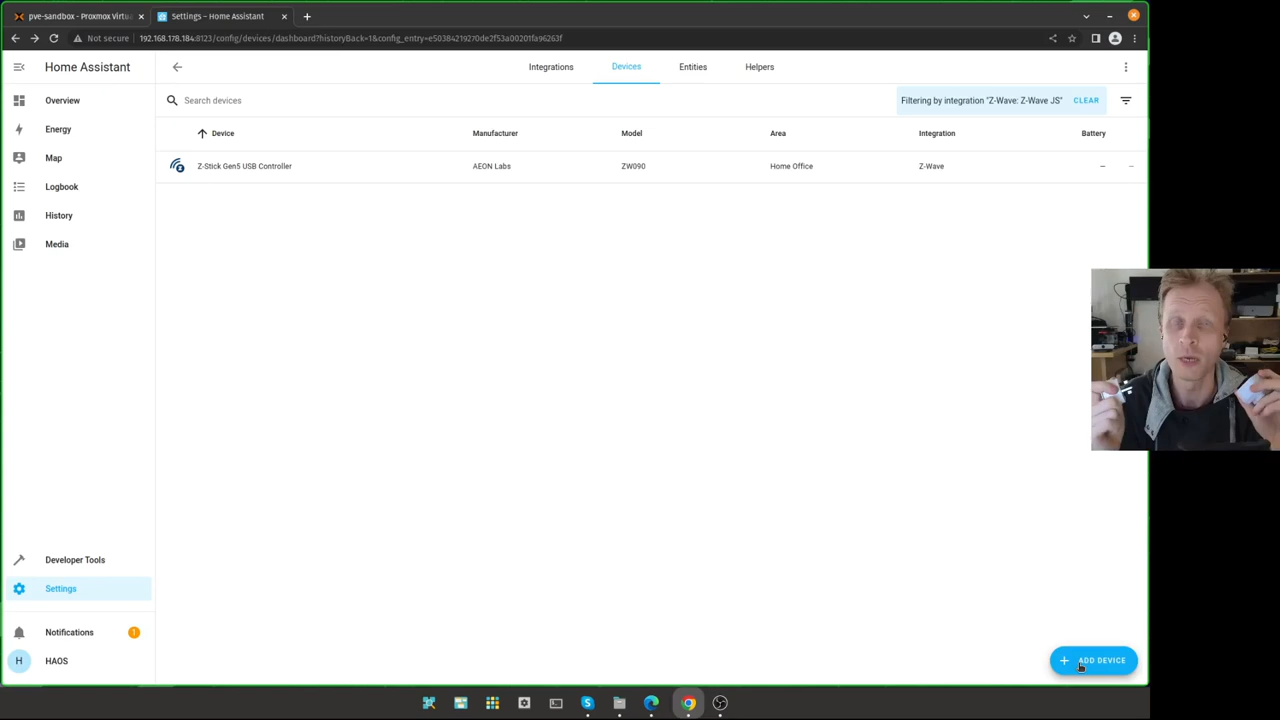 pve-sandbox - Proxmox Virtua
Settings – Home Assistant
Not secure
192.168.178.184:8123/config/devices/dashboard?historyBack=1&config_entry=e50384219270de2f53a00201fa96263f
Home Assistant
Integrations
Devices
Entities
Helpers
Overview
Energy
Map
Logbook
History
Media
Search devices
Filtering by integration "Z-Wave: Z-Wave JS"
CLEAR
Device
Manufacturer
Model
Area
Integration
Battery
Z-Stick Gen5 USB Controller
AEON Labs
ZW090
Home Office
Z-Wave
–
–
Developer Tools
Settings
Notifications
1
H
HAOS
ADD DEVICE